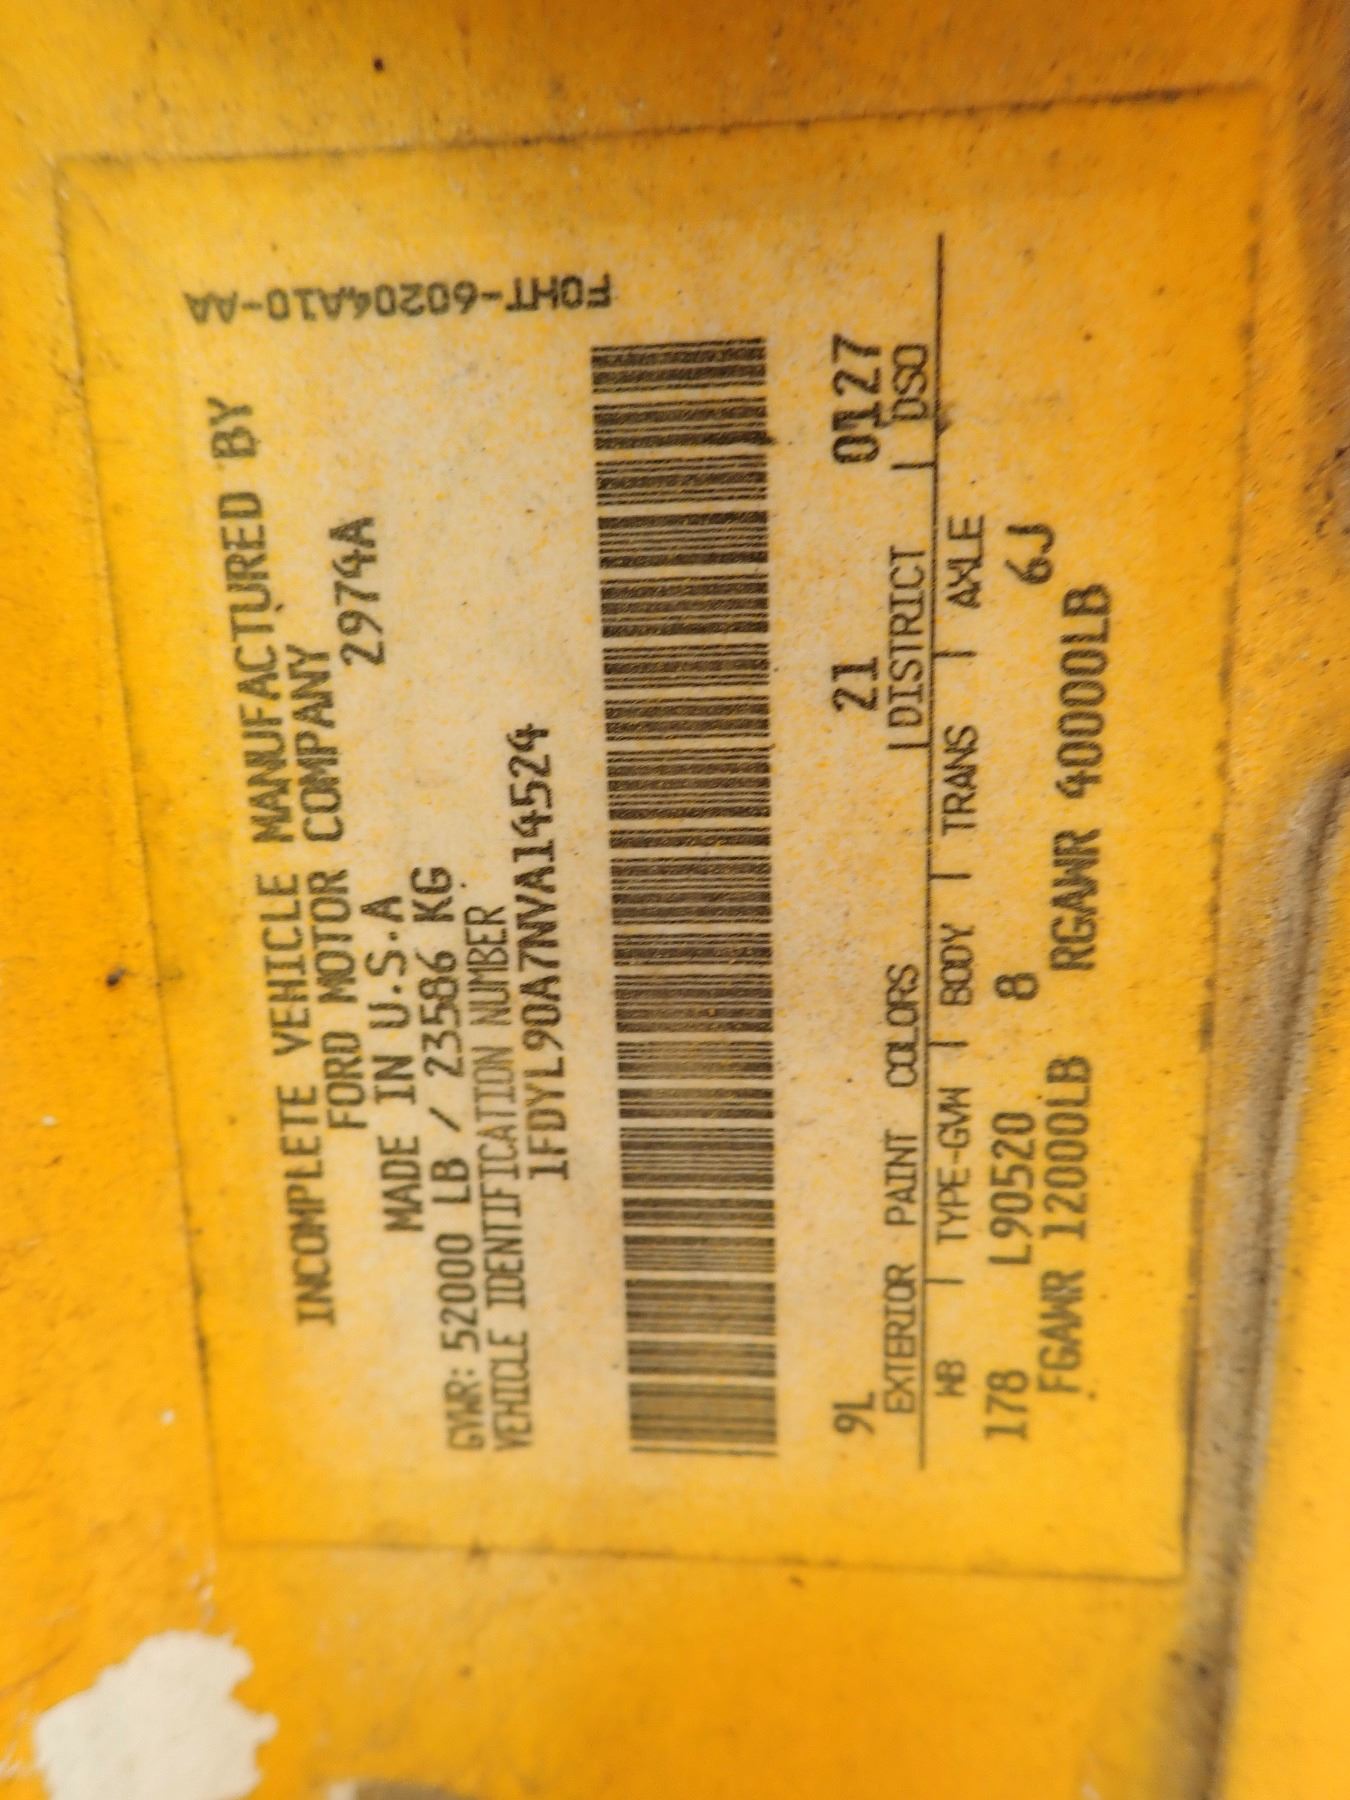 INCOMPLETE VEHICLE MANUFACTURED BY
FORD MOTOR COMPANY
29744A
MADE IN U.S.A
GVWR: 52000 LB / 23586 KG
VEHICLE IDENTIFICATION NUMBER
1FDYL90A7NVA14524
F0HT-60204A10-AA
9L 21 0127
EXTERIOR PAINT COLORS | DISTRICT | DSO
WB | TYPE-GVW | BODY | TRANS | AXLE
178 L90520 8 6J
FGAWR 12000LB RGAWR 40000LB